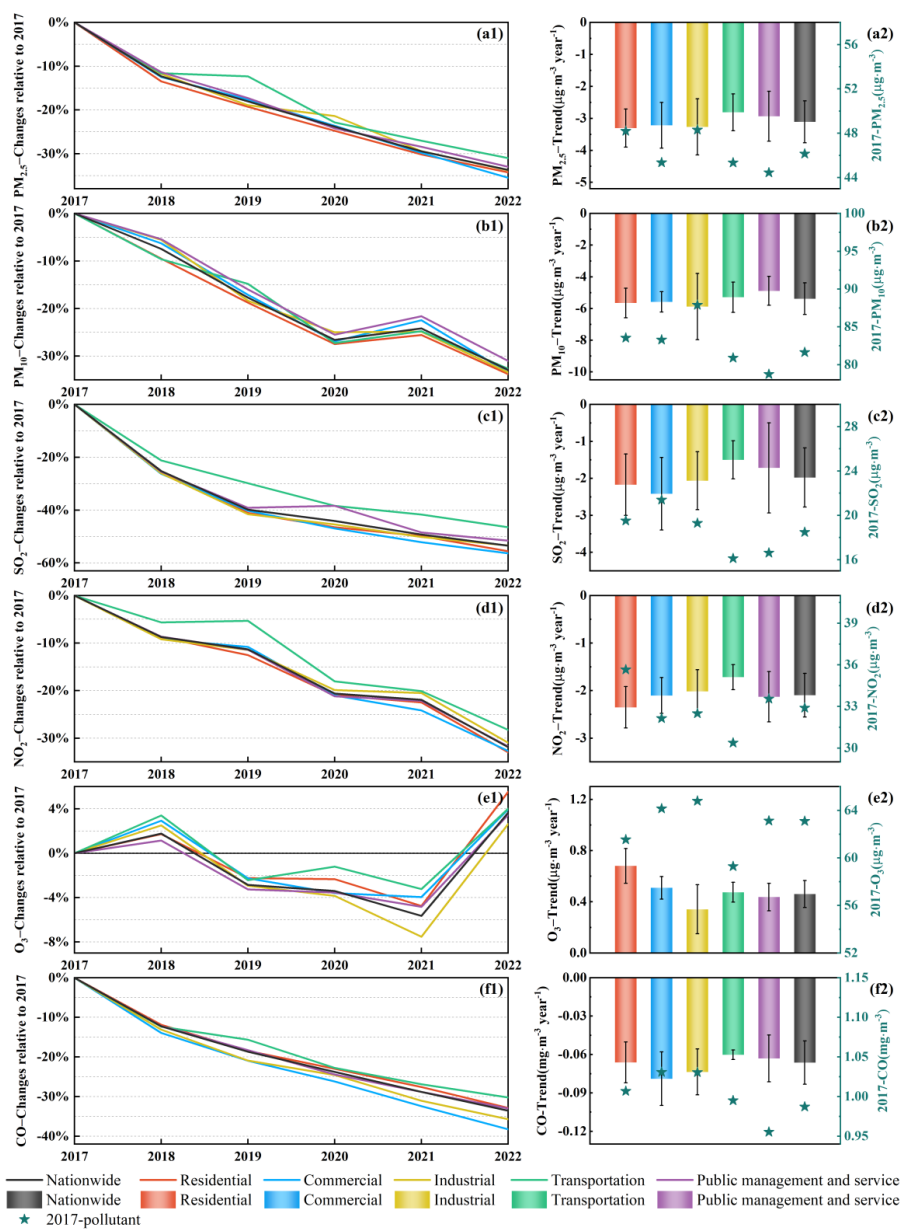 PM2.5−Changes relative to 2017
0%
-10%
-20%
-30%
2017 2018 2019 2020 2021 2022
(a1)
PM2.5−Trend(μg·m-3 year-1)
0
-1
-2
-3
-4
-5
(a2)
56
52
48
44
2017-PM2.5(μg·m-3)
PM10−Changes relative to 2017
0%
-10%
-20%
-30%
2017 2018 2019 2020 2021 2022
(b1)
PM10−Trend(μg·m-3 year-1)
0
-2
-4
-6
-8
-10
(b2)
100
95
90
85
80
2017-PM10(μg·m-3)
SO2−Changes relative to 2017
0%
-20%
-40%
-60%
2017 2018 2019 2020 2021 2022
(c1)
SO2−Trend(μg·m-3 year-1)
0
-1
-2
-3
-4
(c2)
28
24
20
16
2017-SO2(μg·m-3)
NO2−Changes relative to 2017
0%
-10%
-20%
-30%
2017 2018 2019 2020 2021 2022
(d1)
NO2−Trend(μg·m-3 year-1)
0
-1
-2
-3
(d2)
39
36
33
30
2017-NO2(μg·m-3)
O3−Changes relative to 2017
4%
0%
-4%
-8%
2017 2018 2019 2020 2021 2022
(e1)
O3−Trend(μg·m-3 year-1)
1.2
0.8
0.4
0.0
(e2)
64
60
56
52
2017-O3(μg·m-3)
CO−Changes relative to 2017
0%
-10%
-20%
-30%
-40%
2017 2018 2019 2020 2021 2022
(f1)
CO-Trend(mg·m-3 year-1)
0.00
-0.03
-0.06
-0.09
-0.12
(f2)
1.15
1.10
1.05
1.00
0.95
2017-CO(mg·m-3)
Nationwide Residential Commercial Industrial Transportation Public management and service
Nationwide Residential Commercial Industrial Transportation Public management and service
2017-pollutant